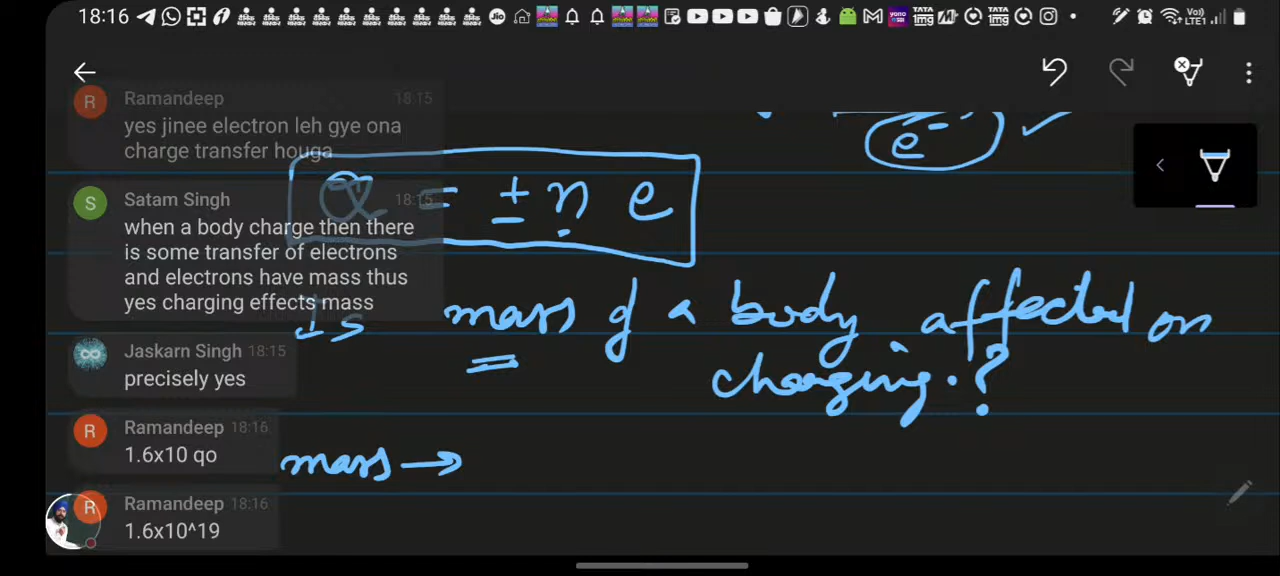 18:16
Ramandeep 18:15
yes jinee electron leh gye ona
charge transfer houga
e⁻
Q = ± n e
Satam Singh 18:15
when a body charge then there
is some transfer of electrons
and electrons have mass thus
yes charging effects mass
Is mass of a body affected on
charging.?
Jaskarn Singh 18:15
precisely yes
Ramandeep 18:16
1.6x10 qo
mass →
Ramandeep 18:16
1.6x10^19